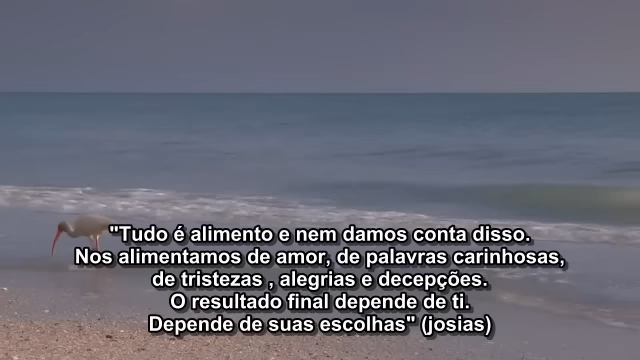 "Tudo é alimento e nem damos conta disso.
Nos alimentamos de amor, de palavras carinhosas,
de tristezas , alegrias e decepções.
O resultado final depende de ti.
Depende de suas escolhas" (josias)